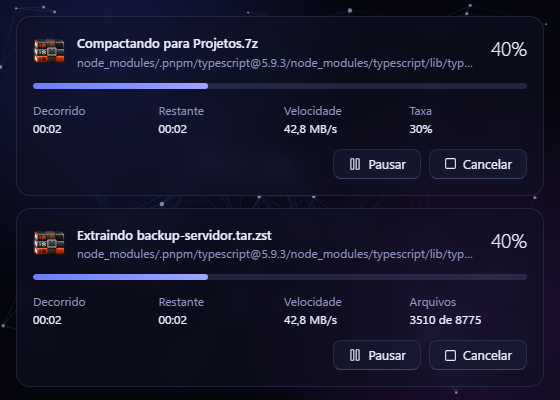 Compactando para Projetos.7z
40%
node_modules/.pnpm/typescript@5.9.3/node_modules/typescript/lib/typ...
Decorrido Restante Velocidade Taxa
00:02 00:02 42,8 MB/s 30%
Pausar Cancelar
Extraindo backup-servidor.tar.zst
40%
node_modules/.pnpm/typescript@5.9.3/node_modules/typescript/lib/typ...
Decorrido Restante Velocidade Arquivos
00:02 00:02 42,8 MB/s 3510 de 8775
Pausar Cancelar